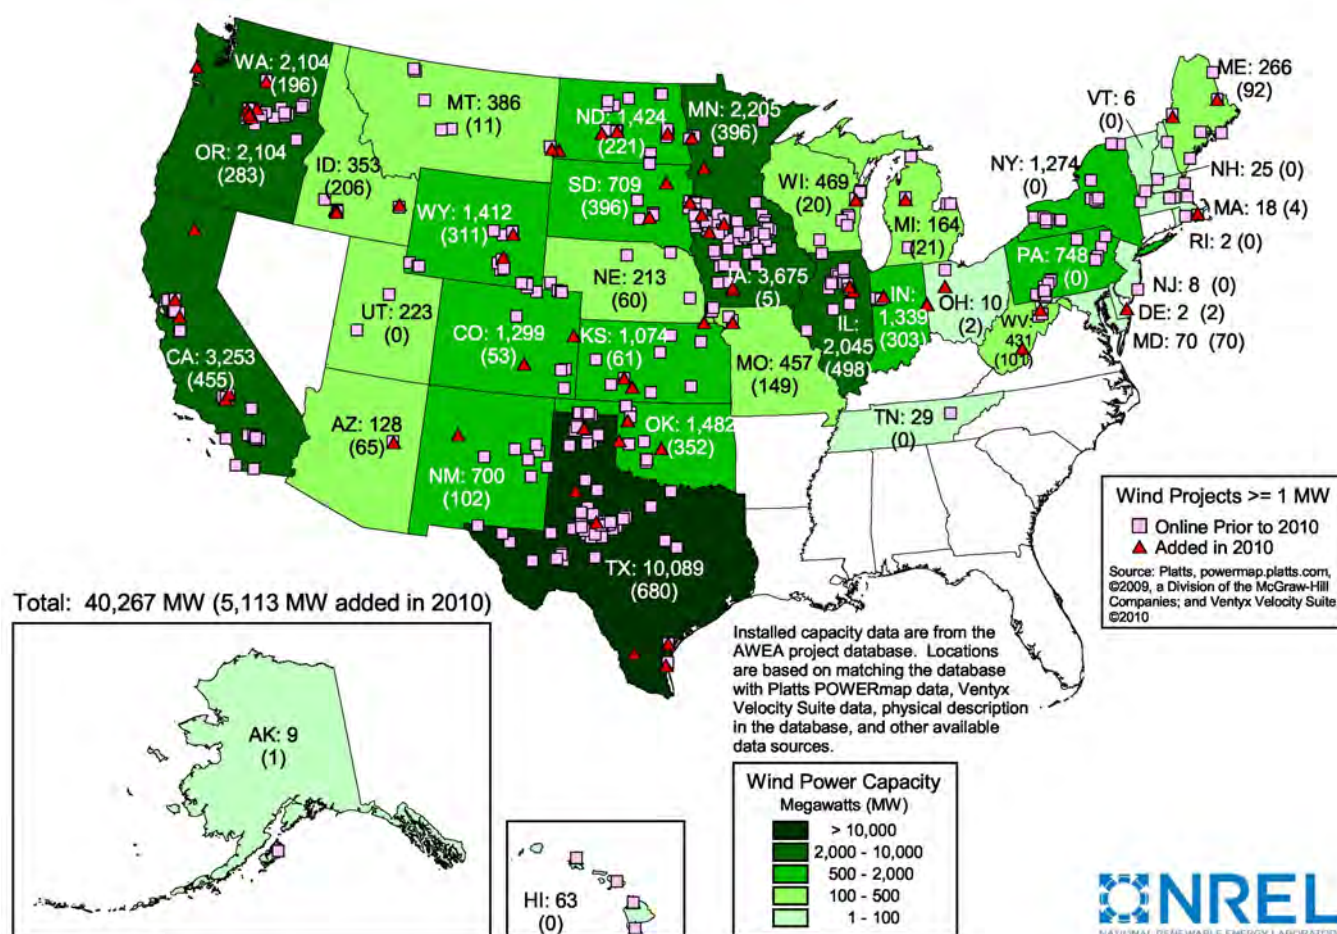 WA: 2,104
(196)
OR: 2,104
(283)
CA: 3,253
(455)
ID: 353
(206)
MT: 386
(11)
WY: 1,412
(311)
UT: 223
(0)
AZ: 128
(65)
CO: 1,299
(53)
NM: 700
(102)
ND: 1,424
(221)
SD: 709
(396)
NE: 213
(60)
KS: 1,074
(61)
OK: 1,482
(352)
TX: 10,089
(680)
MN: 2,205
(396)
IA: 3,675
(5)
MO: 457
(149)
WI: 469
(20)
IL:
2,045
(498)
MI: 164
(21)
IN:
1,339
(303)
OH: 10
(2)
TN: 29
(0)
WV:
431
(101)
PA: 748
(0)
NY: 1,274
(0)
VT: 6
(0)
ME: 266
(92)
NH: 25 (0)
MA: 18 (4)
RI: 2 (0)
NJ: 8 (0)
DE: 2 (2)
MD: 70 (70)
Wind Projects >= 1 MW
Online Prior to 2010
Added in 2010
Source: Platts, powermap.platts.com,
©2009, a Division of the McGraw-Hill
Companies; and Ventyx Velocity Suite
©2010
Total: 40,267 MW (5,113 MW added in 2010)
AK: 9
(1)
HI: 63
(0)
Installed capacity data are from the
AWEA project database. Locations
are based on matching the database
with Platts POWERmap data, Ventyx
Velocity Suite data, physical description
in the database, and other available
data sources.
Wind Power Capacity
Megawatts (MW)
> 10,000
2,000 - 10,000
500 - 2,000
100 - 500
1 - 100
NREL
NATIONAL RENEWABLE ENERGY LABORATORY